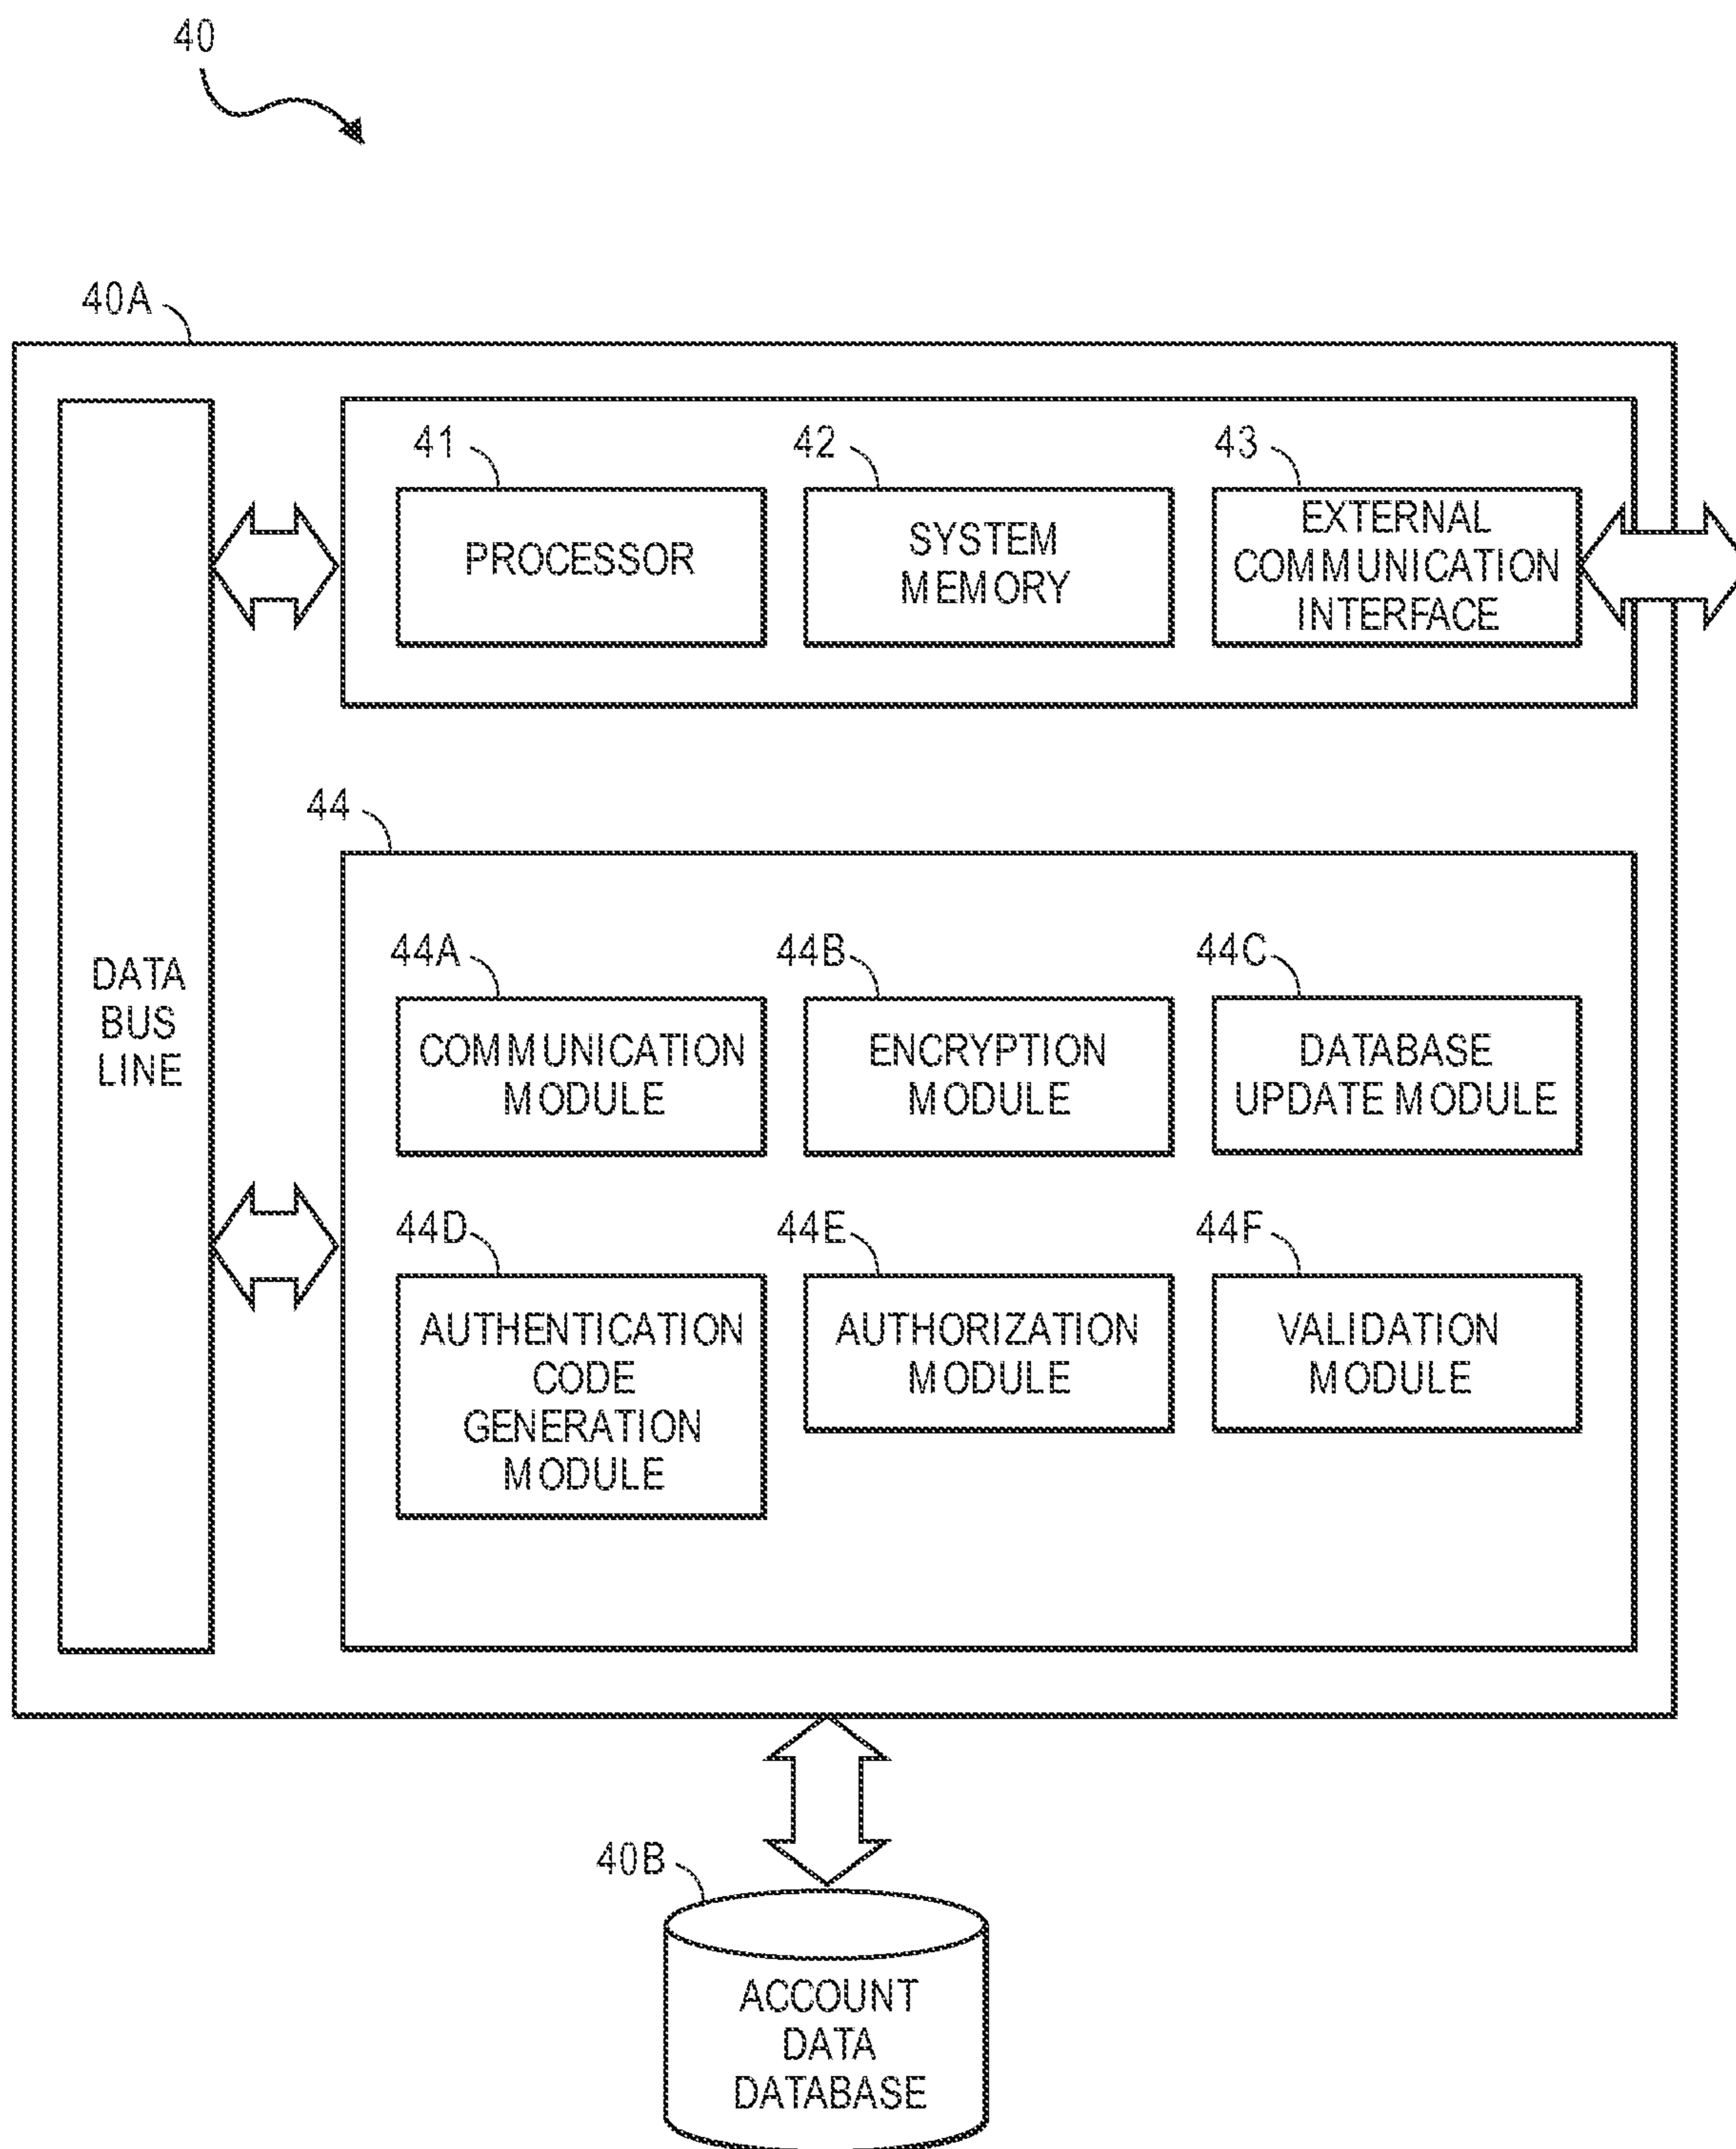 40
40A
41
42
43
PROCESSOR
SYSTEM
MEMORY
EXTERNAL
COMMUNICATION
INTERFACE
DATA
BUS
LINE
44
44A
44B
44C
COMMUNICATION
MODULE
ENCRYPTION
MODULE
DATABASE
UPDATE MODULE
44D
44E
44F
AUTHENTICATION
CODE
GENERATION
MODULE
AUTHORIZATION
MODULE
VALIDATION
MODULE
40B
ACCOUNT
DATA
DATABASE